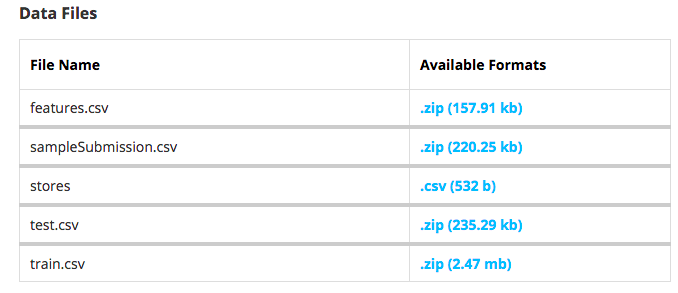 Data Files
File Name Available Formats
features.csv .zip (157.91 kb)
sampleSubmission.csv .zip (220.25 kb)
stores .csv (532 b)
test.csv .zip (235.29 kb)
train.csv .zip (2.47 mb)